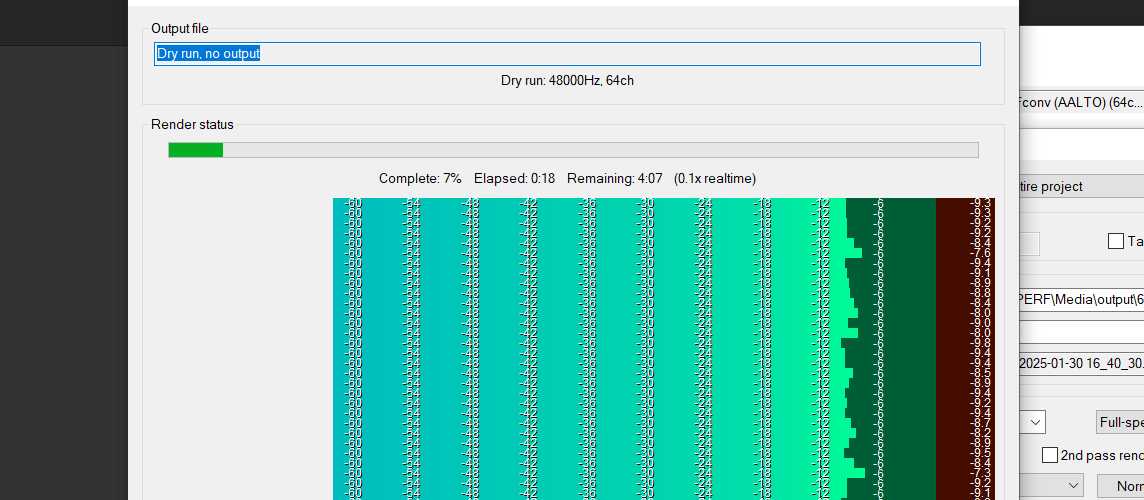 Output file
Dry run, no output
Dry run: 48000Hz, 64ch
Fconv (AALTO) (64c...
Render status
Complete: 7% Elapsed: 0:18 Remaining: 4:07 (0.1x realtime)
tire project
-60 -54 -48 -42 -36 -30 -24 -18 -12 -6 -9.3
-60 -54 -48 -42 -36 -30 -24 -18 -12 -6 -9.3
-60 -54 -48 -42 -36 -30 -24 -18 -12 -6 -9.2
-60 -54 -48 -42 -36 -30 -24 -18 -12 -6 -9.2
-60 -54 -48 -42 -36 -30 -24 -18 -12 -6 -8.4
Ta
-60 -54 -48 -42 -36 -30 -24 -18 -12 -6 -7.6
-60 -54 -48 -42 -36 -30 -24 -18 -12 -6 -9.4
-60 -54 -48 -42 -36 -30 -24 -18 -12 -6 -9.1
-60 -54 -48 -42 -36 -30 -24 -18 -12 -6 -8.9
-60 -54 -48 -42 -36 -30 -24 -18 -12 -6 -8.8
PERF\Media\output\6
-60 -54 -48 -42 -36 -30 -24 -18 -12 -6 -8.4
-60 -54 -48 -42 -36 -30 -24 -18 -12 -6 -8.0
-60 -54 -48 -42 -36 -30 -24 -18 -12 -6 -9.0
-60 -54 -48 -42 -36 -30 -24 -18 -12 -6 -8.0
-60 -54 -48 -42 -36 -30 -24 -18 -12 -6 -9.8
-60 -54 -48 -42 -36 -30 -24 -18 -12 -6 -9.4
-60 -54 -48 -42 -36 -30 -24 -18 -12 -6 -9.4
2025-01-30 16_40_30.
-60 -54 -48 -42 -36 -30 -24 -18 -12 -6 -8.5
-60 -54 -48 -42 -36 -30 -24 -18 -12 -6 -8.9
-60 -54 -48 -42 -36 -30 -24 -18 -12 -6 -9.4
-60 -54 -48 -42 -36 -30 -24 -18 -12 -6 -9.2
-60 -54 -48 -42 -36 -30 -24 -18 -12 -6 -9.4
-60 -54 -48 -42 -36 -30 -24 -18 -12 -6 -8.7
Full-spe
-60 -54 -48 -42 -36 -30 -24 -18 -12 -6 -8.2
-60 -54 -48 -42 -36 -30 -24 -18 -12 -6 -8.9
-60 -54 -48 -42 -36 -30 -24 -18 -12 -6 -9.5
2nd pass rend
-60 -54 -48 -42 -36 -30 -24 -18 -12 -6 -8.4
-60 -54 -48 -42 -36 -30 -24 -18 -12 -6 -7.3
-60 -54 -48 -42 -36 -30 -24 -18 -12 -6 -9.2
Norr
-60 -54 -48 -42 -36 -30 -24 -18 -12 -6 -9.1